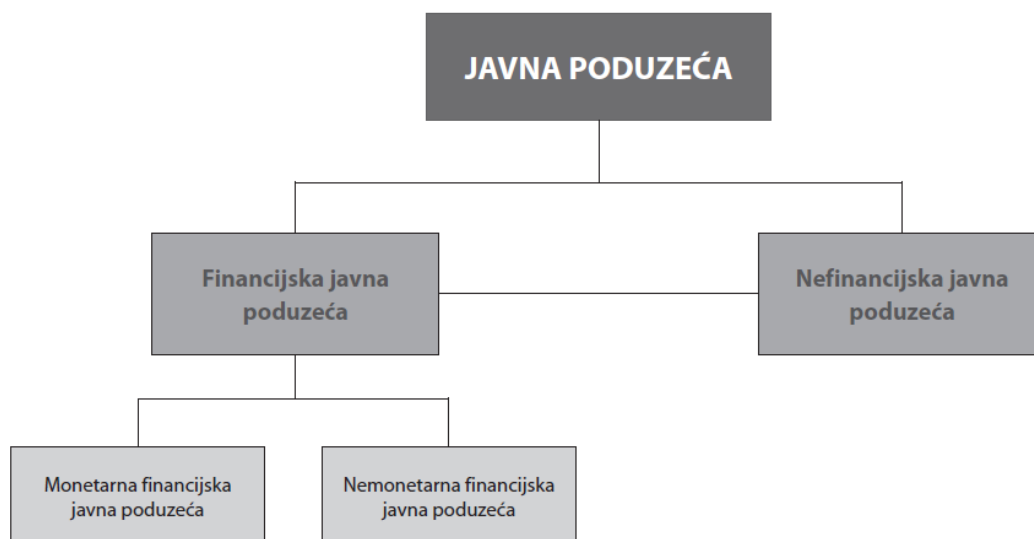 JAVNA PODUZEĆA
Financijska javna
poduzeća
Nefinancijska javna
poduzeća
Monetarna financijska
javna poduzeća
Nemonetarna financijska
javna poduzeća